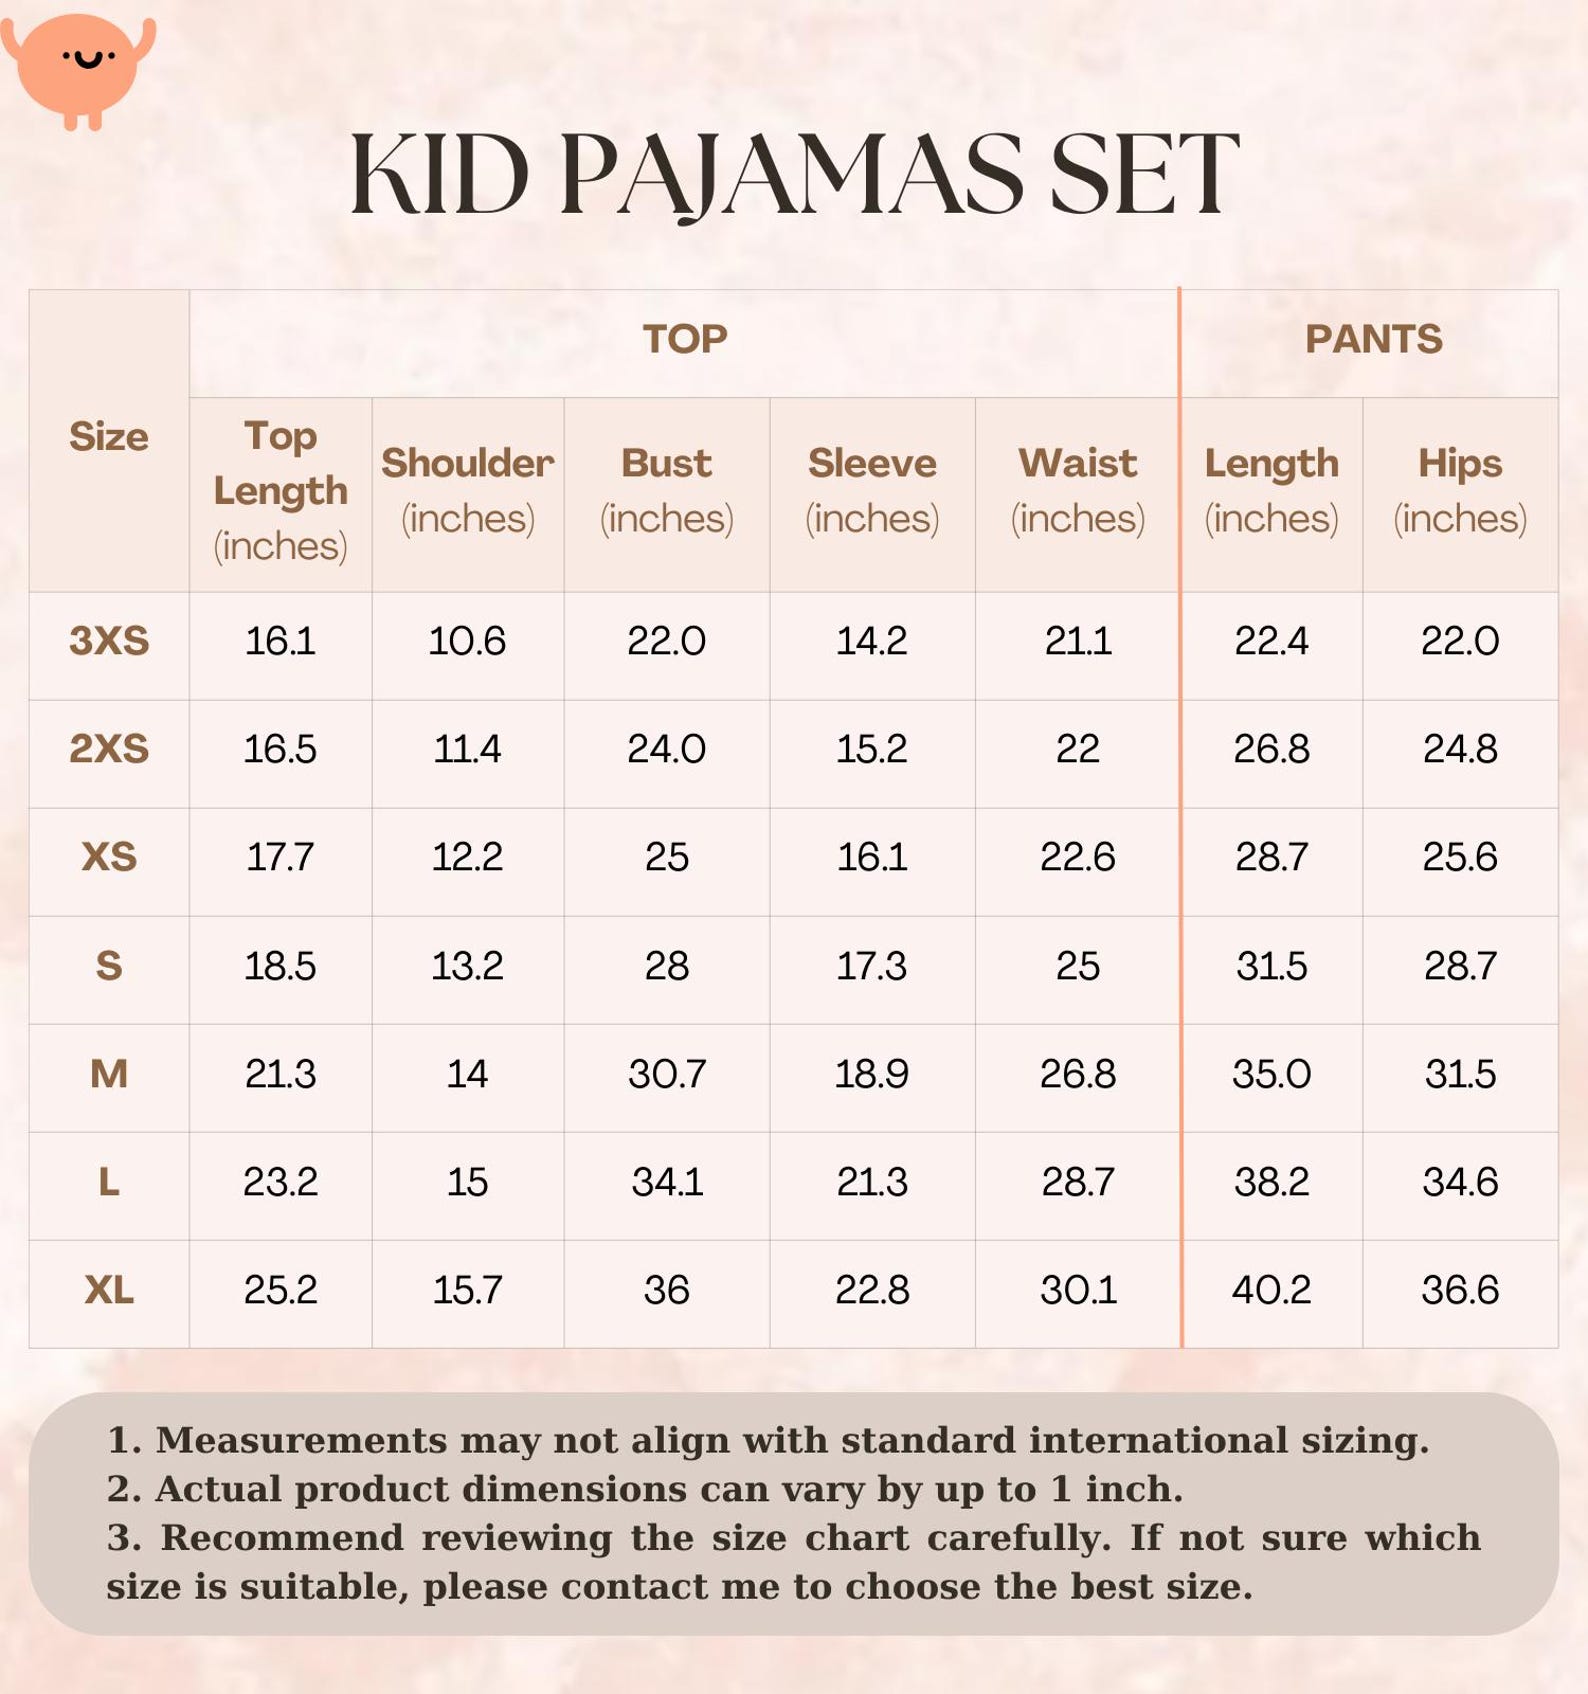 KID PAJAMAS SET
TOP PANTS
Size Top Length (inches) Shoulder (inches) Bust (inches) Sleeve (inches) Waist (inches) Length (inches) Hips (inches)
3XS 16.1 10.6 22.0 14.2 21.1 22.4 22.0
2XS 16.5 11.4 24.0 15.2 22 26.8 24.8
XS 17.7 12.2 25 16.1 22.6 28.7 25.6
S 18.5 13.2 28 17.3 25 31.5 28.7
M 21.3 14 30.7 18.9 26.8 35.0 31.5
L 23.2 15 34.1 21.3 28.7 38.2 34.6
XL 25.2 15.7 36 22.8 30.1 40.2 36.6
1. Measurements may not align with standard international sizing.
2. Actual product dimensions can vary by up to 1 inch.
3. Recommend reviewing the size chart carefully. If not sure which
size is suitable, please contact me to choose the best size.